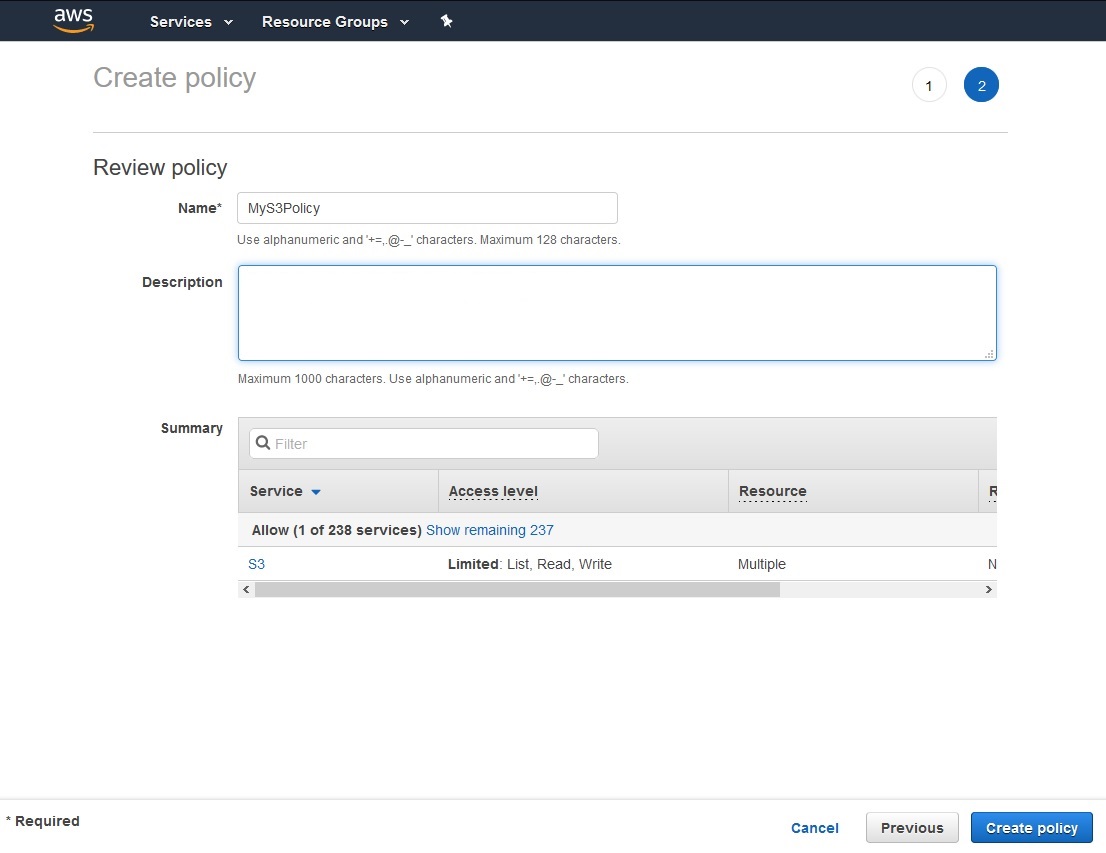 aws Services Resource Groups
Create policy
1 2
Review policy
Name* MyS3Policy
Use alphanumeric and '+=,.@-_' characters. Maximum 128 characters.
Description
Maximum 1000 characters. Use alphanumeric and '+=,.@-_' characters.
Summary
Filter
Service Access level Resource R
Allow (1 of 238 services) Show remaining 237
S3 Limited: List, Read, Write Multiple N
* Required
Cancel Previous Create policy